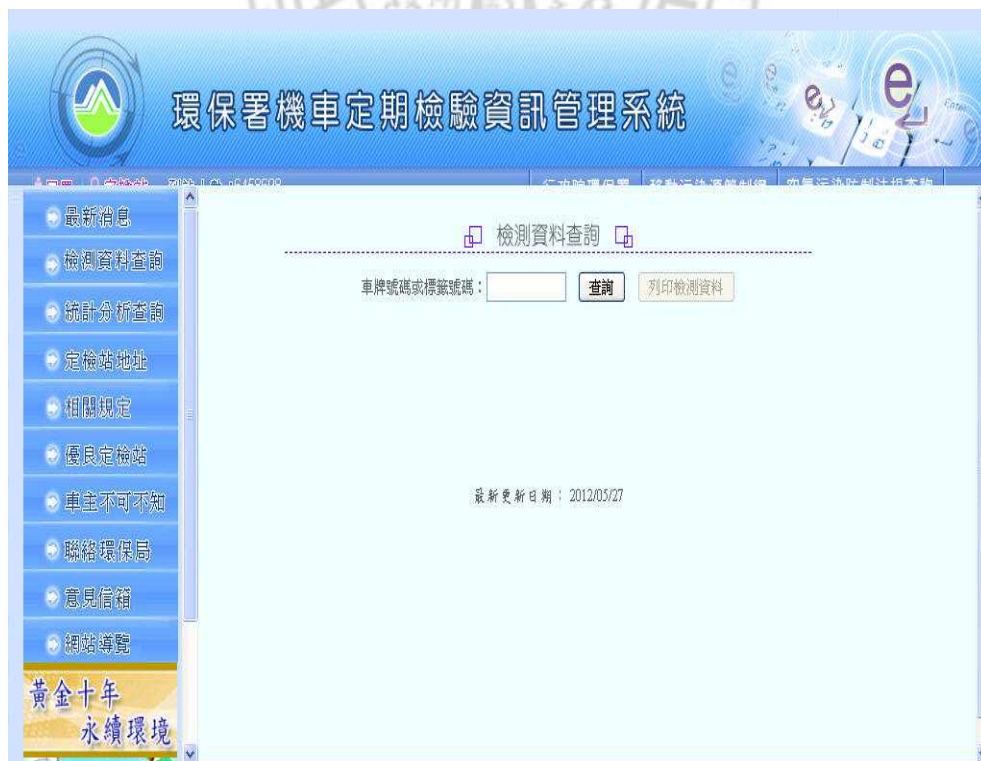 環保署機車定期檢驗資訊管理系統
最新消息
檢測資料查詢
統計分析查詢
定檢站地址
相關規定
優良定檢站
車主不可不知
聯絡環保局
意見信箱
網站導覽
黃金十年
永續環境
檢測資料查詢
車牌號碼或標籤號碼：
查詢
列印檢測資料
最新更新日期：2012/05/27